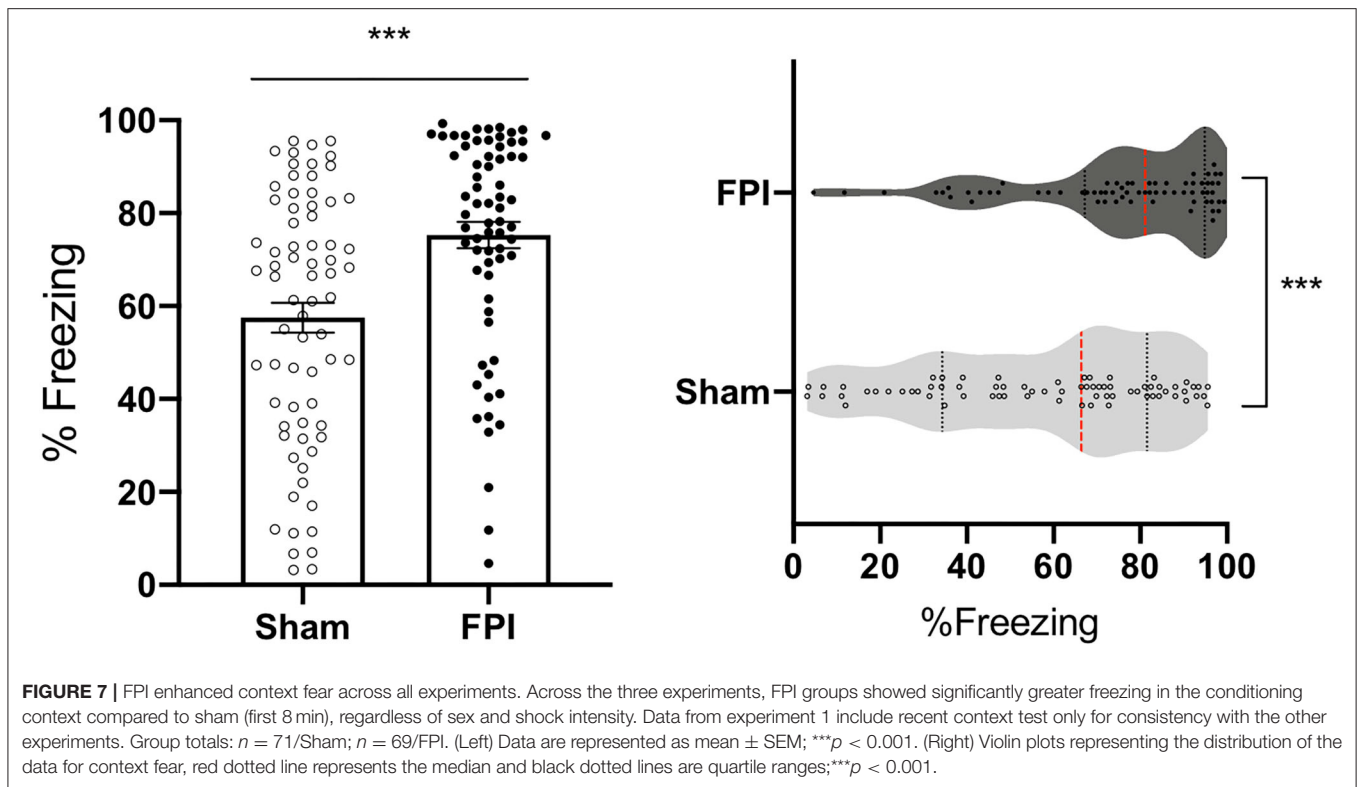 ***
100
80
60
40
20
0
% Freezing
Sham
FPI
FPI
Sham
***
0
20
40
60
80
100
%Freezing
FIGURE 7 | FPI enhanced context fear across all experiments. Across the three experiments, FPI groups showed significantly greater freezing in the conditioning
context compared to sham (first 8 min), regardless of sex and shock intensity. Data from experiment 1 include recent context test only for consistency with the other
experiments. Group totals: n = 71/Sham; n = 69/FPI. (Left) Data are represented as mean ± SEM; ***p < 0.001. (Right) Violin plots representing the distribution of the
data for context fear, red dotted line represents the median and black dotted lines are quartile ranges;***p < 0.001.